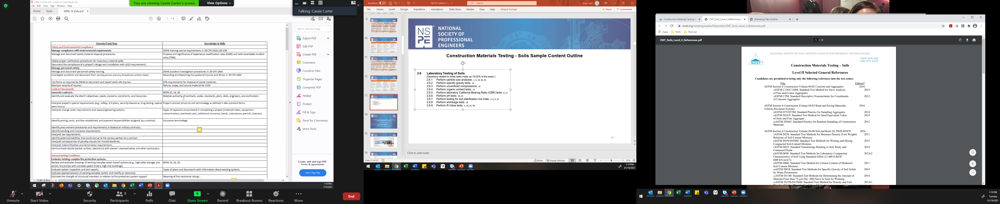 WBSL IV KSAs.pdf - Adobe Acrobat Reader DC
File Edit View Sign Window Help
Home Tools WBSL IV KSAs.pdf ×
1 / 4
You are viewing Cassie Carter's screen View Options
Talking: Cassie Carter
Domain/Task/Step Knowledge & Skills
Safety and Environmental Compliance
Manage compliance with environmental requirements. OSHA training course requirements in 29 CFR 1910.132-138
Manage and document waste material disposal procedures. Purpose and significance of experience modification rates (EMR) and total recordable incident
ratio (TRIR).
Follow proper notification procedures for hazardous material spills.
Document the compliance of a project's design and installation with LEED requirements.
Manage personnel safety.
Manage and document personnel safety training. OSHA accident investigation procedures in 29 CFR 1904
Investigate accidents and document their consequences and any disciplinary actions taken. Recording and Reporting Occupational Injuries and Illness in 29 CFR 1904
Use forms as required by OSHA to document and report work-site injuries. EPA requirements for disposal of waste materials.
Maintain records of injuries. Nature, scope, and source material for LEED
Contract Documents
Generate contracts. NFPA 13, 14, 20
Identify and evaluate the client's objectives, needs, concerns, constraints, and resources. Relative authority of contracts, codes, standards, plans, AHJs, engineers, and contractors.
Interpret project's special requirements (e.g., safety, 3-D plans, security clearance, drug testing, special Project contract structure and terminology as defined in AIA standard forms.
work hours).
Interpret change order requirements and value engineering options. Types of expenses encountered in completing a project (materials labor, equipment,
subcontractors, overhead costs, additional insurance, bonds, subsistence, permits, licenses).
Identify pricing, costs, and fees established, and payment responsibilities assigned, by a contract. Insurance terminology
Identify procurement procedures and requirements in federal or military contracts.
Identify bonding and insurance requirements.
Interpret tax requirements.
Identify potential liabilities that could accrue to the various parties to a contract.
Interpret consequences of penalty clauses for missed deadlines.
Interpret indemnification and termination requirements.
Communicate clearly (verbal, written, electronic) with owner's representative and other contractors.
Survey Existing Conditions
Evaluate existing complex fire protection systems.
Review and evaluate drawings of existing complex water-based systems (e.g., high-piled storage, pre- NFPA 13, 14, 20
action, fire pumps with variable-speed drivers, high-rise buildings).
Evaluate system inspection and test reports. Types of plans and documents with information about existing systems.
Evaluate appropriateness of existing complex system and modify as necessary.
Estimate the strength of structural members in relation to fire protection system support Meaning of fire resistance ratings .
11.00 x 8.50 in
Search 'Replace Page'
Export PDF
Edit PDF
Create PDF
Comment
Combine Files
Organize Pages
Compress PDF
Redact
Protect
Fill & Sign
Send for Comments
More Tools
Create, edit and sign PDF
forms & agreements
Free 7-Day Trial
1:19 PM
1/19/2021
Unmute Start Video Security Participants 8 Polls Chat Share Screen Record Breakout Rooms Reactions More End
AutoSave Off NICET CalGeo 1-... Search Sara Clark
File Home Insert Design Transitions Animations Slide Show Review View Help Picture Format Share Comments
9
10
11
12
13
14
15
16
NS
PE
NATIONAL
SOCIETY OF
PROFESSIONAL
ENGINEERS
Construction Materials Testing - Soils Sample Content Outline
2.6 Laboratory Testing of Soils
(Questions related to these tasks make up 10-20% of the exam.)
2.6.1 Perform particle size analyses. 1, 4, 18, 36, 45
2.6.2 Perform specific gravity tests. 10
2.6.3 Perform unconfined compressions. 16
2.6.4 Perform organic content tests. 22
2.6.5 Perform laboratory California Bearing Ratio (CBR) tests. 8, 15
2.6.6 Perform pH tests. 29, 45
2.6.7 Perform testing for soil stabilization mix trials. 5, 6, 9, 45
2.6.8 Perform shrinkage tests. 28
2.6.9 Perform R-Value tests. 5, 20, 42, 48
13
Click to add notes
Slide 13 of 55 Notes Display Settings 92%
1:19 PM
01/19/2021
Construction Materials Testing S × CMT_Soils_Level_II_References.p × Marketing Plan Outline ×
nicet.org/nicetorg/assets/File/public/CMT_Soils_Level_II_References.pdf
Apps Work Personal
CMT_Soils_Level_II_References.pdf 1 / 3
NICET
NATIONAL INSTITUTE FOR CERTIFICATION IN ENGINEERING TECHNOLOGIES
www.nicet.org
888-476-4238
Construction Materials Testing – Soils
Level II Selected General References
Candidates are permitted to bring only the following references into the test center.
Title Edition*
ASTM Section 4 Construction Volume 04.02 Concrete and Aggregates 2016
1ASTM C136/C136M: Standard Test Method for Sieve Analysis 2014
of Fine and Coarse Aggregates
2ASTM C294: Standard Descriptive Nomenclature for Constituents 2012
of Concrete Aggregates
ASTM Section 4 Construction Volume 04.03 Road and Paving Materials; 2016
Vehicle-Pavement Systems
3ASTM D75/D75M: Standard Practice for Sampling Aggregates 2014
4ASTM D2419: Standard Test Method for Sand Equivalent Value 2014
of Soils and Fine Aggregate
23ASTM D3665: Standard Practice for Random Sampling of Construction 2012
Materials
ASTM Section 4 Construction Volume 04.08 Soil and Rock (I): D420-D5876 2016
5ASTM D558: Standard Test Methods for Moisture-Density (Unit Weight) 2011
Relations of Soil-Cement Mixtures
6ASTM D559/D559M: Standard Test Methods for Wetting and Drying 2015
Compacted Soil-Cement Mixtures
7ASTM D653: Standard Terminology Relating to Soil, Rock, and 2014
Contained Fluids
8ASTM D698: Standard Test Methods for Laboratory Compaction 2012e2
Characteristics of Soil Using Standard Effort (12 400 ft-lbf/ft³
(600 kN-m/m³))
9ASTM D806: Standard Test Method for Cement Content of Hardened 2011
Soil-Cement Mixtures
10ASTM D854: Standard Test Methods for Specific Gravity of Soil Solids 2014
by Water Pycnometer
11ASTM D1140: Standard Test Methods for Determining the Amount of 2014
Material Finer than 75-µm (No. 200) Sieve in Soils by Washing
12ASTM D1556/D1556M: Standard Test Method for Density and Unit 2015e1
1:19 PM
Tuesday
01/19/2021